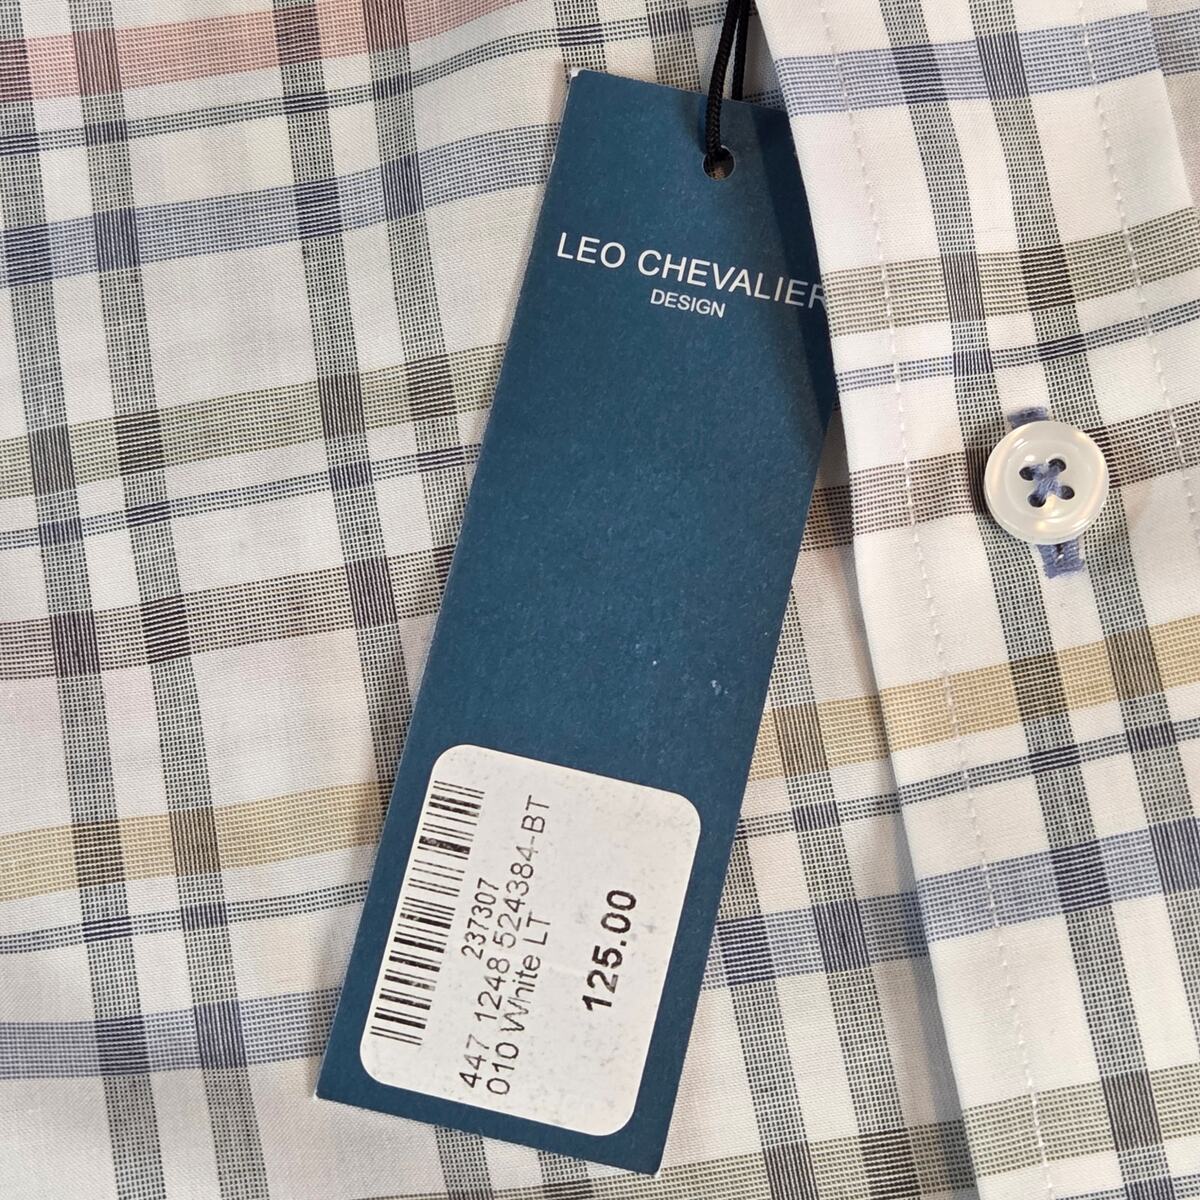 LEO CHEVALIER
DESIGN
237307
447 1248 524384-BT
010 White LT
125.00